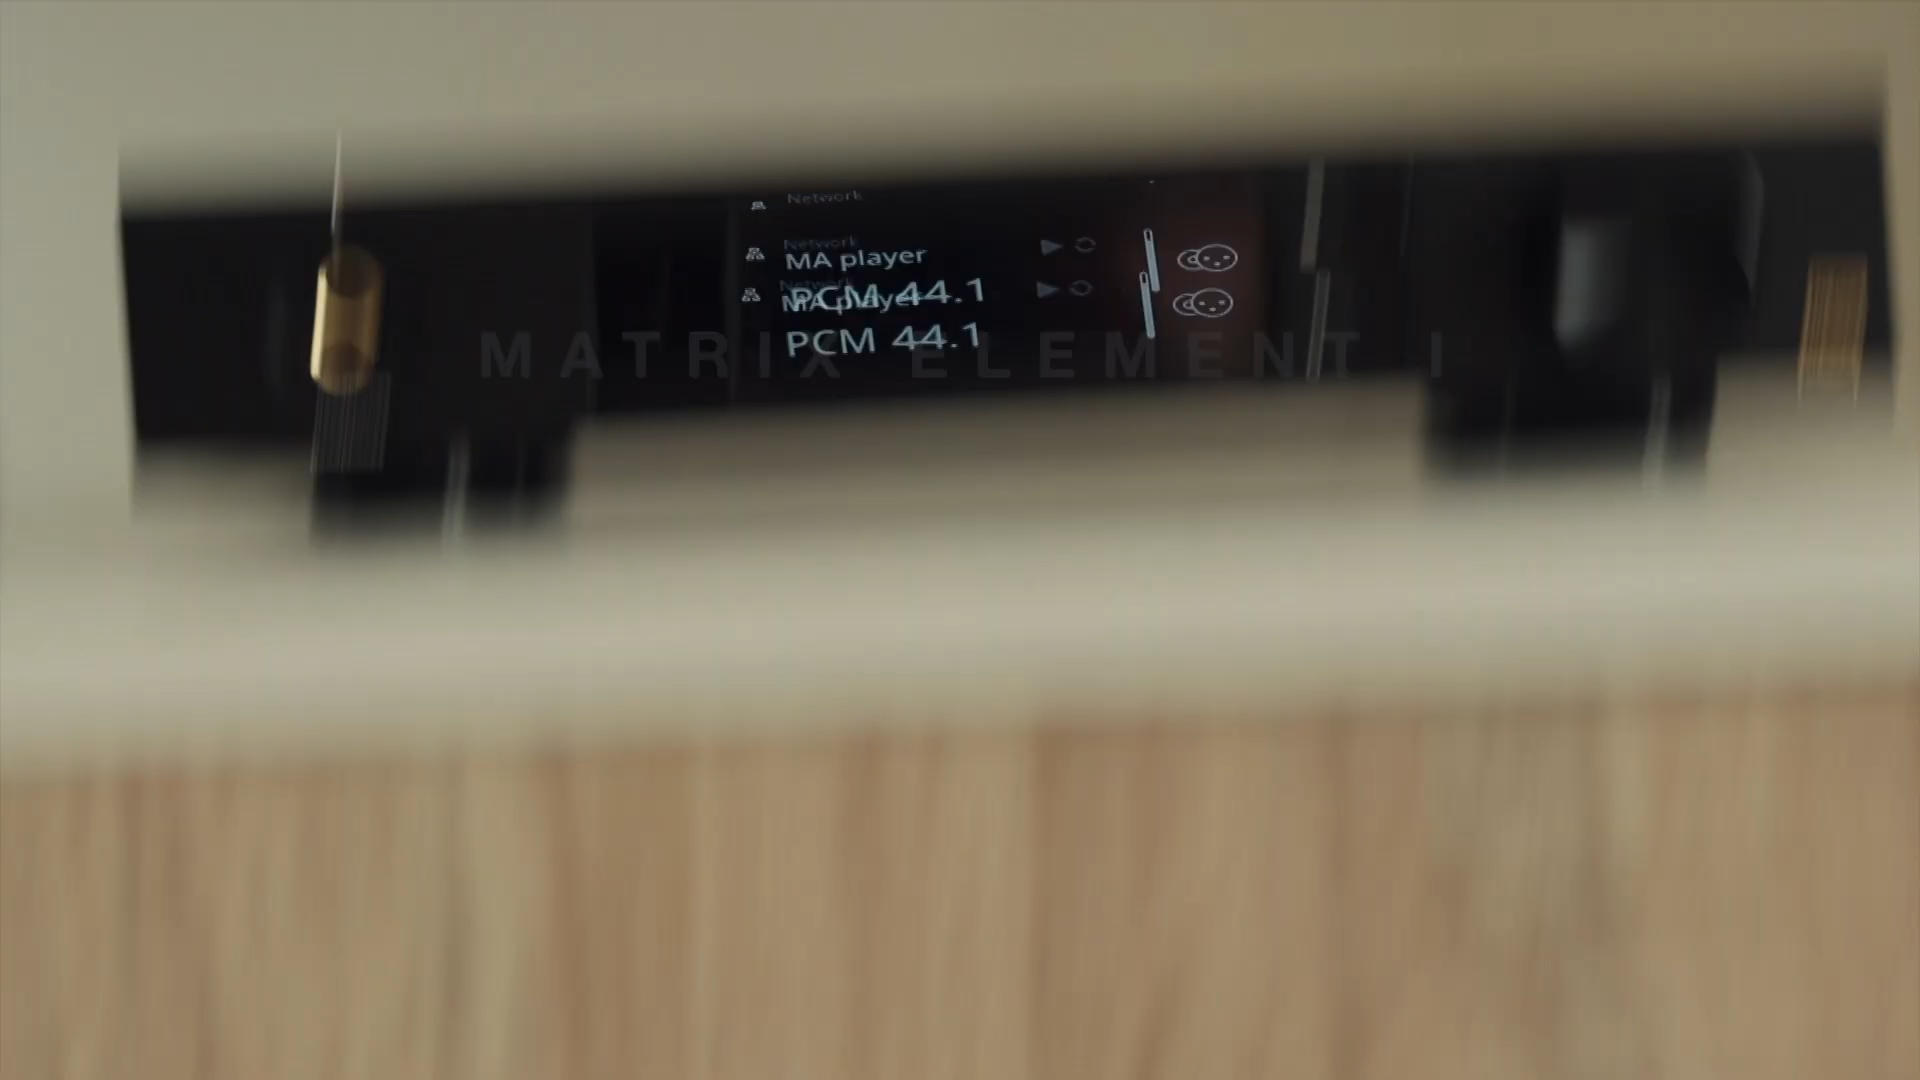 Network
Network
MA player
PCM 44.1
MA player
PCM 44.1
MATRIX ELEMENT I